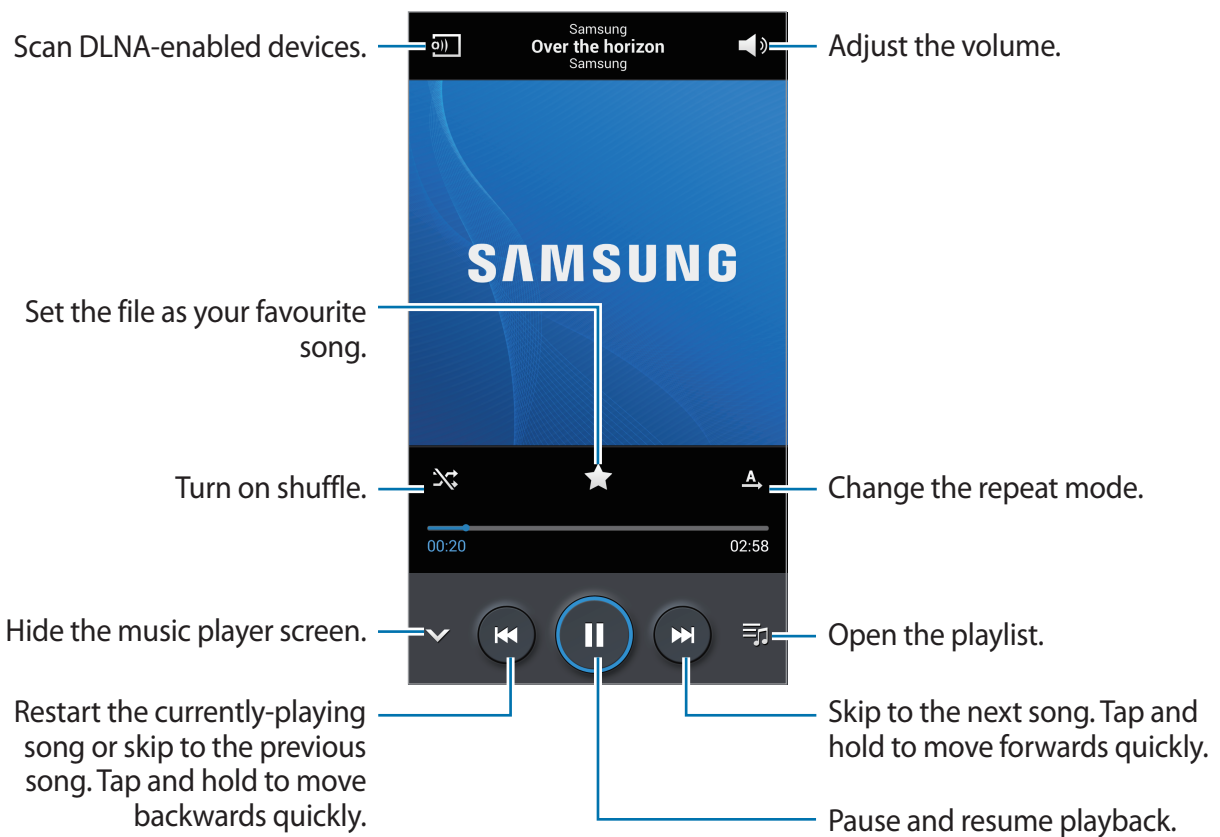 Scan DLNA-enabled devices.
Samsung
Over the horizon
Samsung
Adjust the volume.
SAMSUNG
Set the file as your favourite
song.
Turn on shuffle.
A
Change the repeat mode.
00:20
02:58
Hide the music player screen.
Open the playlist.
Restart the currently-playing
song or skip to the previous
song. Tap and hold to move
backwards quickly.
Skip to the next song. Tap and
hold to move forwards quickly.
Pause and resume playback.